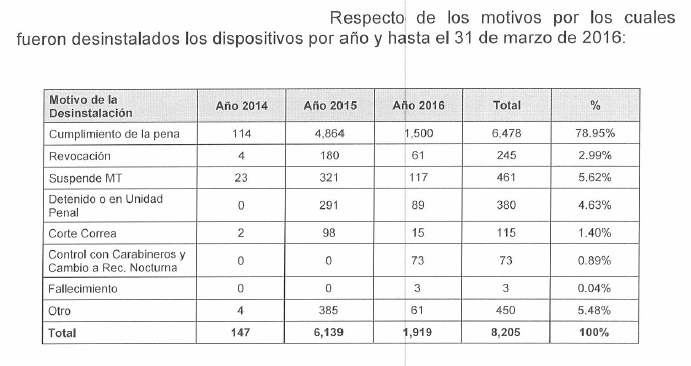 Respecto de los motivos por los cuales
fueron desinstalados los dispositivos por año y hasta el 31 de marzo de 2016:
Motivo de la
Desinstalación Año 2014 Año 2015 Año 2016 Total %
Cumplimiento de la pena 114 4,864 1,500 6,478 78.95%
Revocación 4 180 61 245 2.99%
Suspende MT 23 321 117 461 5.62%
Detenido o en Unidad
Penal 0 291 89 380 4.63%
Corte Correa 2 98 15 115 1.40%
Control con Carabineros y
Cambio a Rec. Nocturna 0 0 73 73 0.89%
Fallecimiento 0 0 3 3 0.04%
Otro 4 385 61 450 5.48%
Total 147 6,139 1,919 8,205 100%